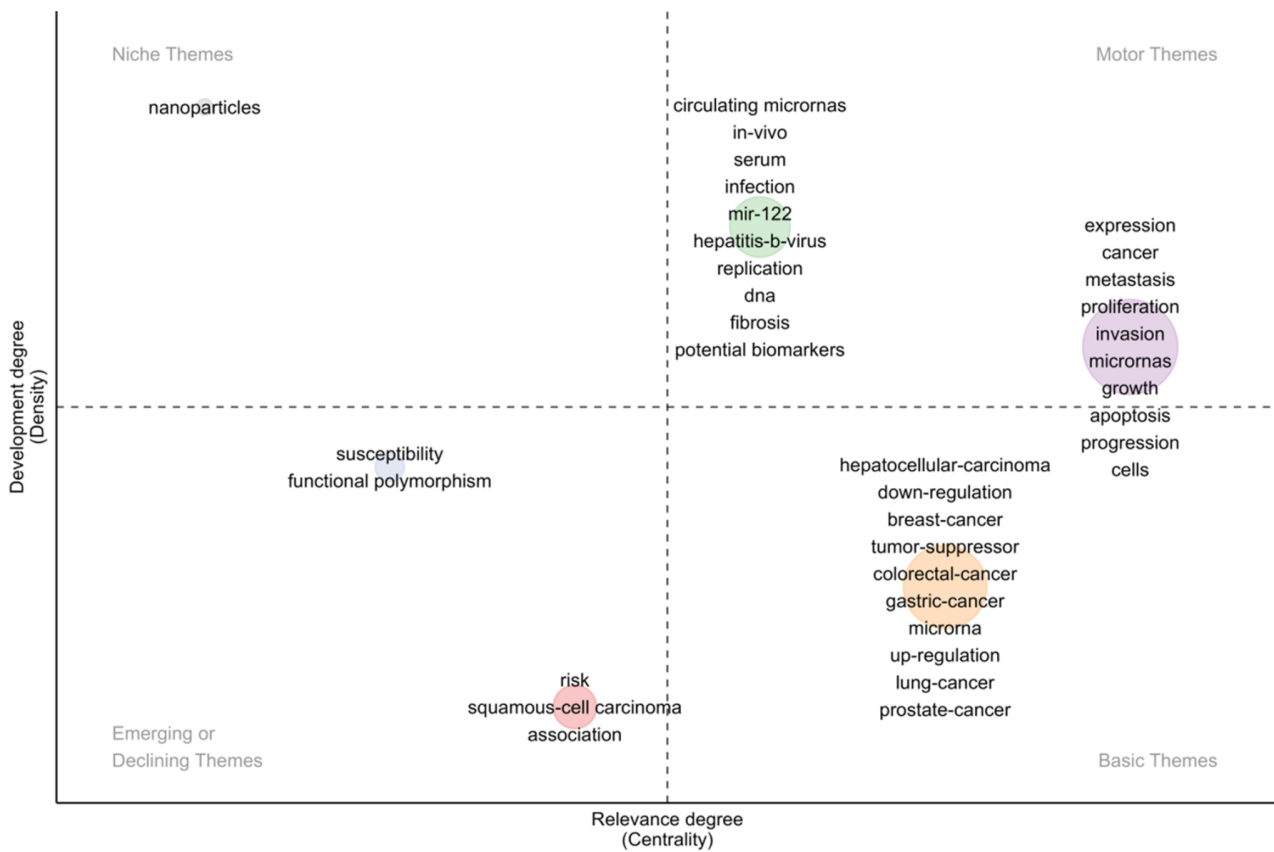 Niche Themes
Motor Themes
nanoparticles
circulating micrornas
in-vivo
serum
infection
mir-122
hepatitis-b-virus
replication
dna
fibrosis
potential biomarkers
expression
cancer
metastasis
proliferation
invasion
micrornas
growth
apoptosis
progression
cells
Development degree
(Density)
susceptibility
functional polymorphism
hepatocellular-carcinoma
down-regulation
breast-cancer
tumor-suppressor
colorectal-cancer
gastric-cancer
microrna
up-regulation
lung-cancer
prostate-cancer
risk
squamous-cell carcinoma
association
Emerging or
Declining Themes
Basic Themes
Relevance degree
(Centrality)